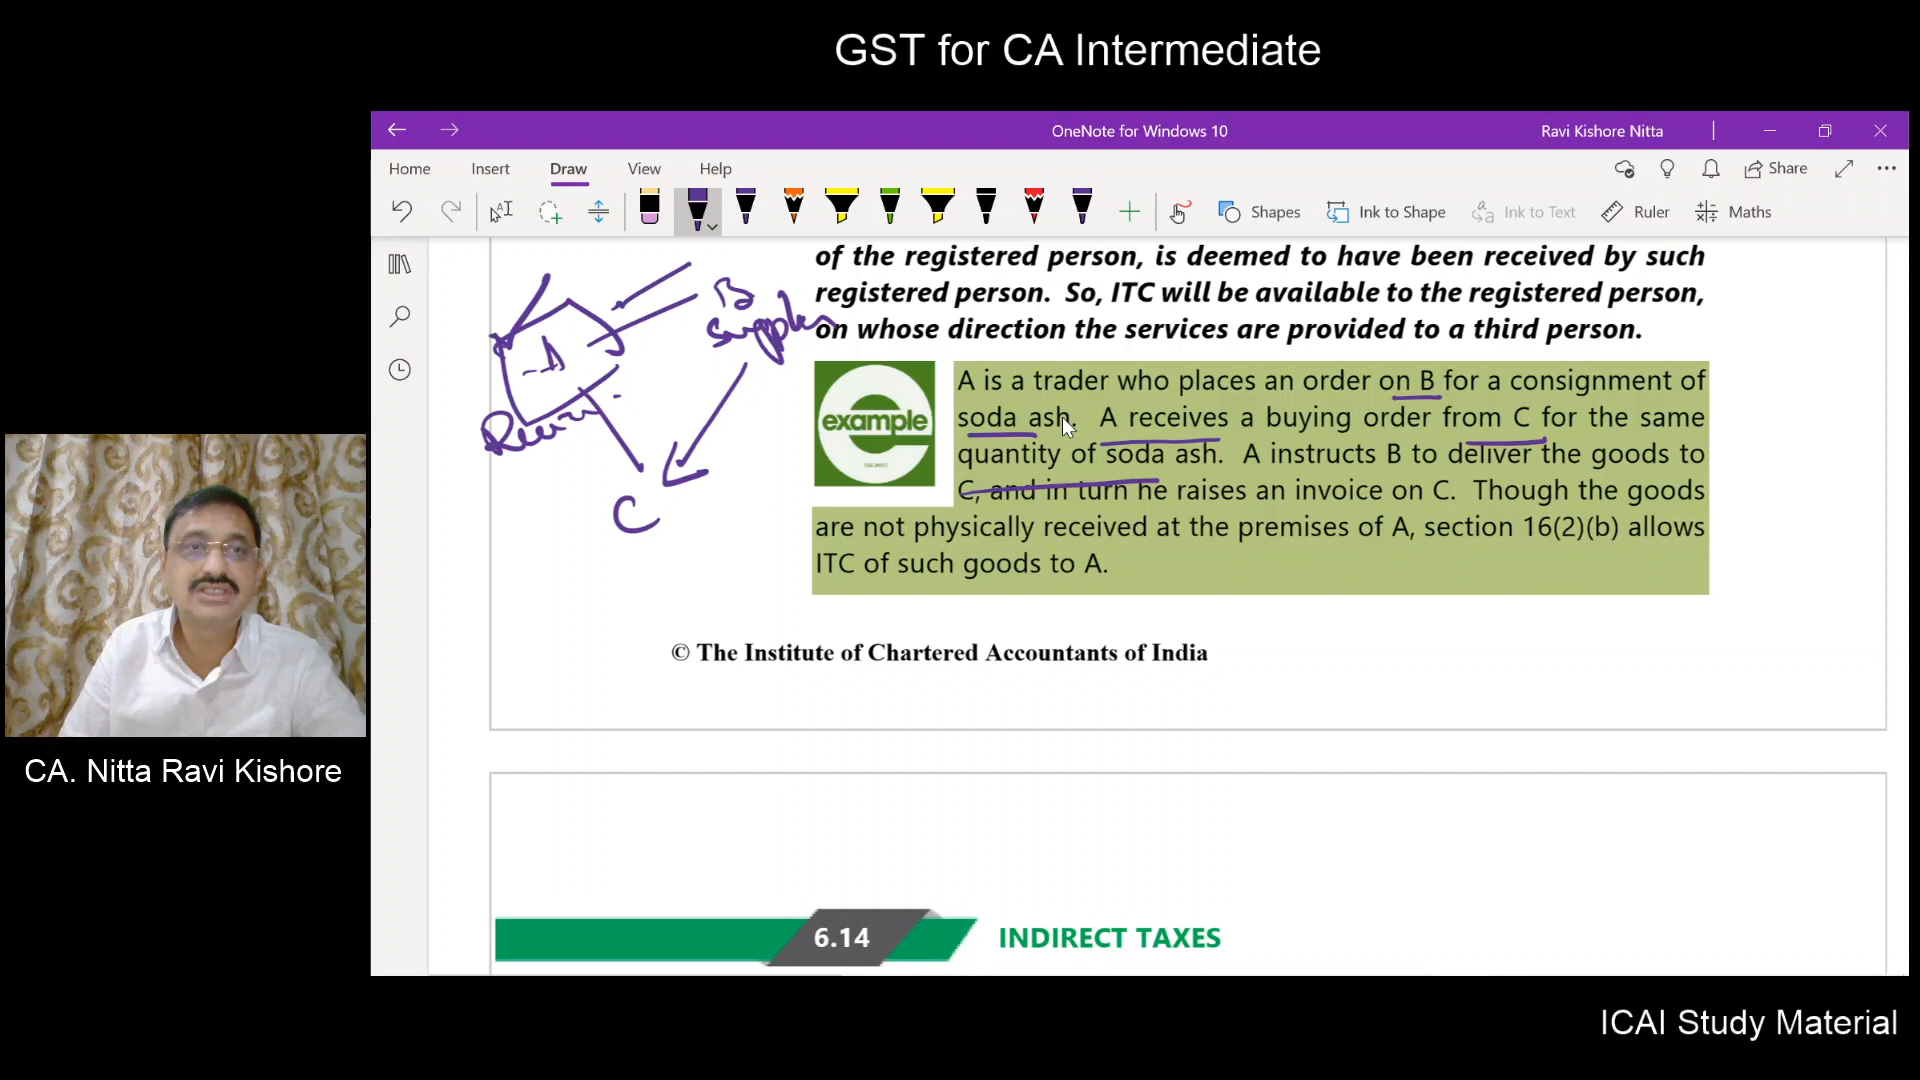 GST for CA Intermediate
OneNote for Windows 10
Ravi Kishore Nitta
Home Insert Draw View Help
Share
Shapes
Ink to Shape
Ink to Text
Ruler
Maths
of the registered person, is deemed to have been received by such
registered person. So, ITC will be available to the registered person,
on whose direction the services are provided to a third person.
B
A
C
example
A is a trader who places an order on B for a consignment of
soda ash. A receives a buying order from C for the same
quantity of soda ash. A instructs B to deliver the goods to
C, and in turn he raises an invoice on C. Though the goods
are not physically received at the premises of A, section 16(2)(b) allows
ITC of such goods to A.
© The Institute of Chartered Accountants of India
CA. Nitta Ravi Kishore
6.14 INDIRECT TAXES
ICAI Study Material